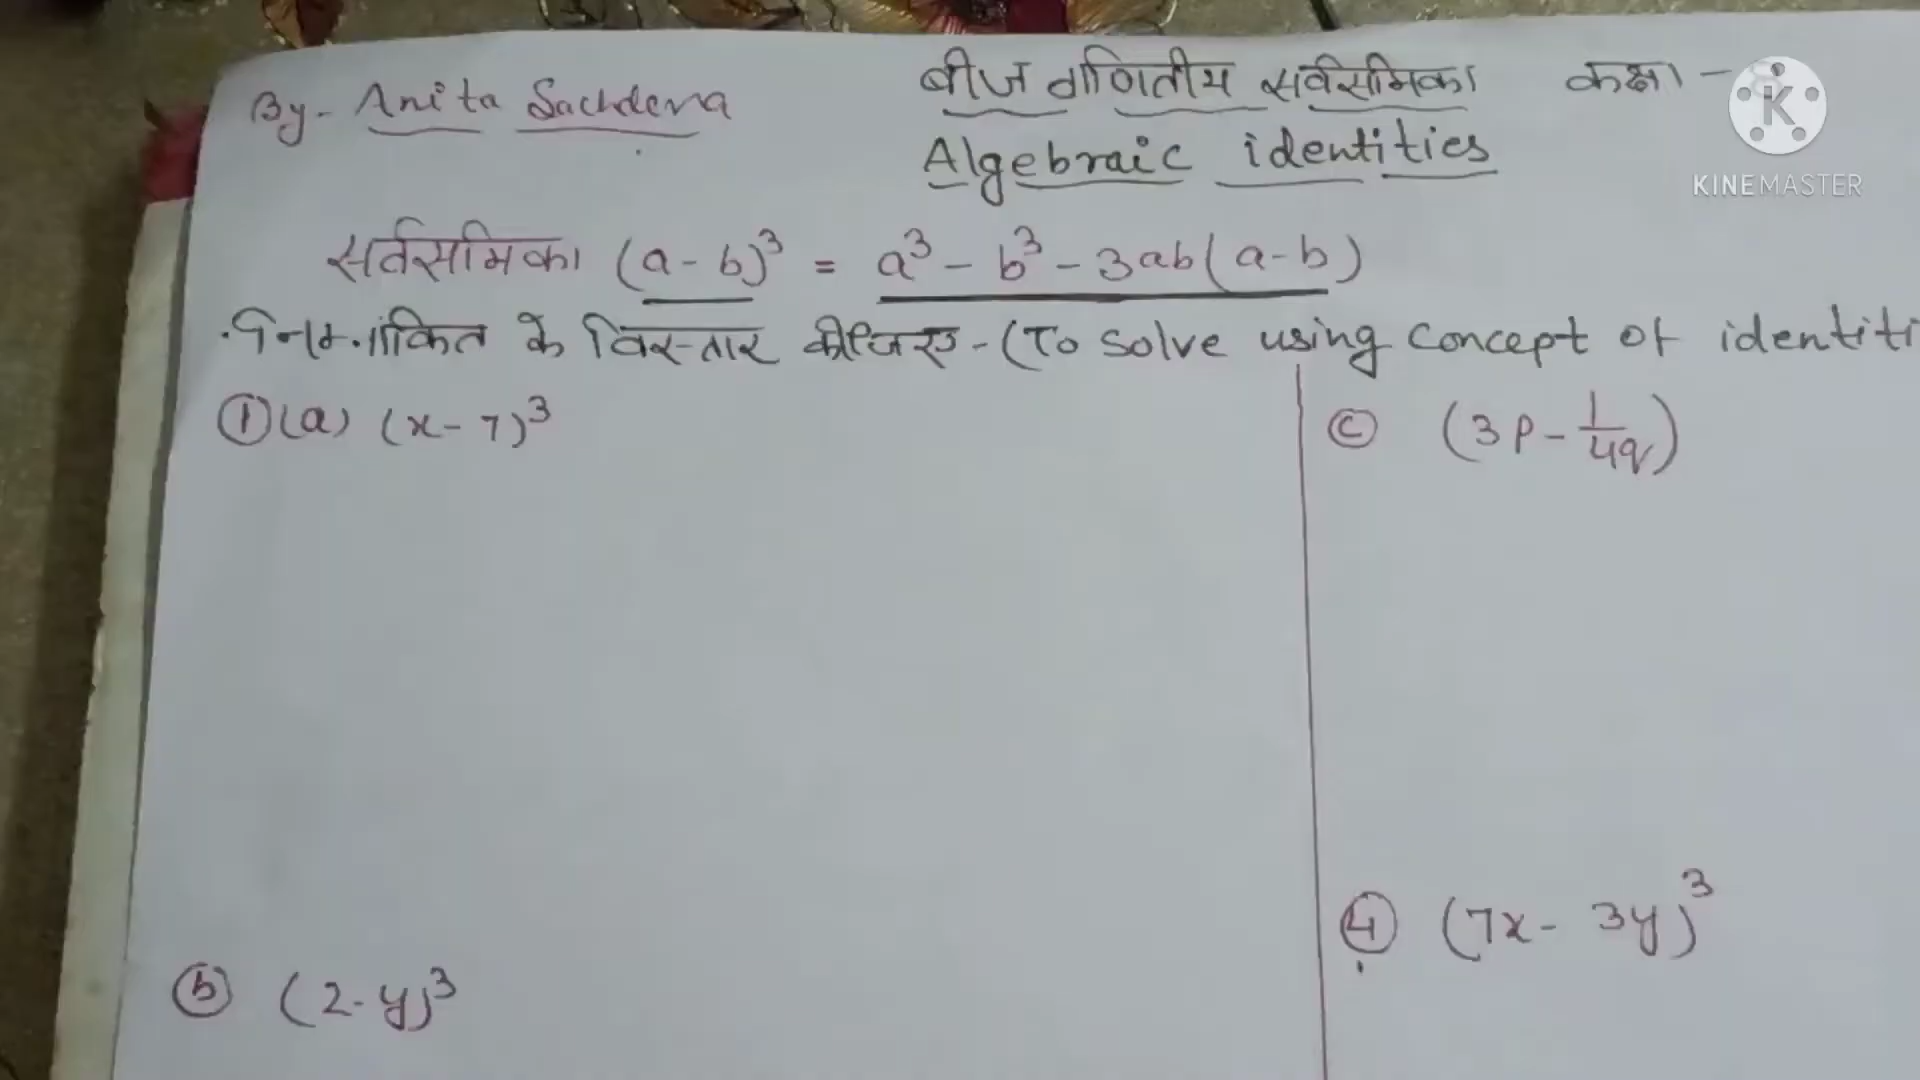 By- Anita Sachdeva
बीज गणितीय सर्वसमिका कक्षा -
Algebraic identities
सर्वसमिका (a - b)³ = a³ - b³ - 3ab(a-b)
निम्नांकित के विस्तार कीजिए - (To solve using concept of identiti
① (a) (x - 7)³
ⓒ (3p - 1/4q)
④ (7x - 3y)³
ⓑ (2 - y)³
K
KINEMASTER